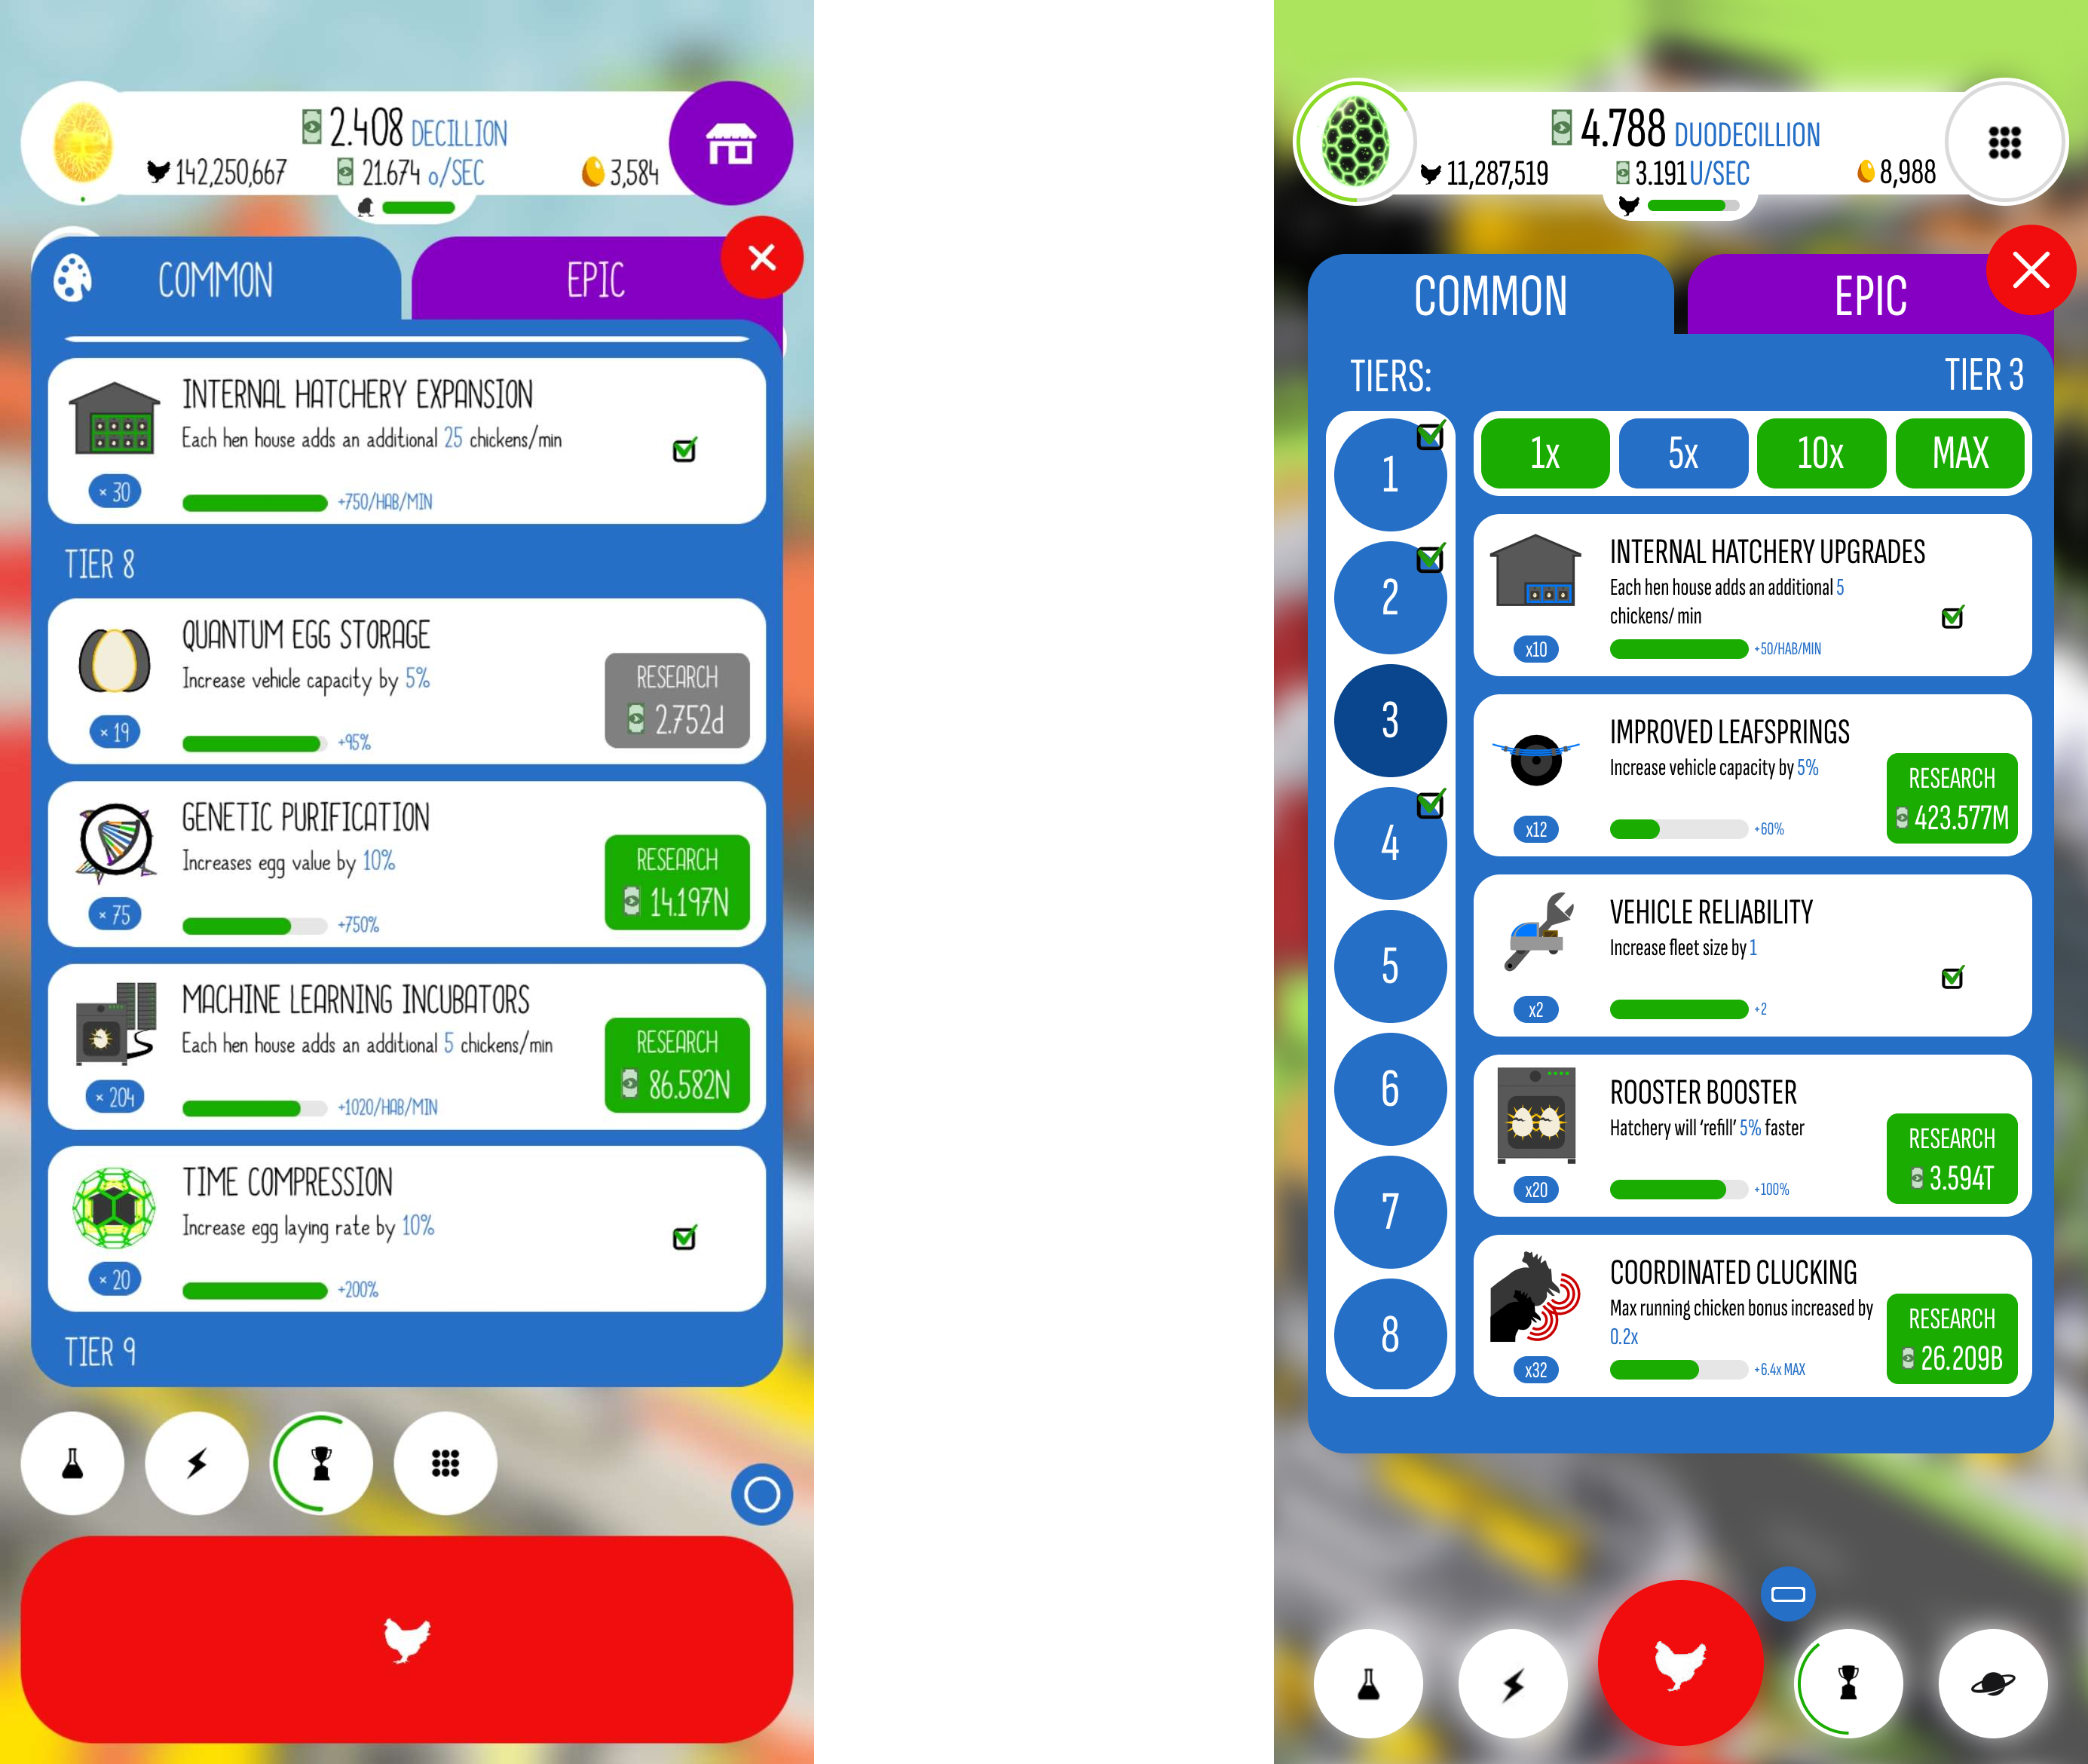 2.408 DECILLION
142,250,667
21.674 o/SEC
3,584
COMMON
EPIC
INTERNAL HATCHERY EXPANSION
Each hen house adds an additional 25 chickens/min
× 30
+750/HAB/MIN
TIER 8
QUANTUM EGG STORAGE
Increase vehicle capacity by 5%
× 19
+95%
RESEARCH
2.752d
GENETIC PURIFICATION
Increases egg value by 10%
× 75
+750%
RESEARCH
14.197N
MACHINE LEARNING INCUBATORS
Each hen house adds an additional 5 chickens/min
× 204
+1020/HAB/MIN
RESEARCH
86.582N
TIME COMPRESSION
Increase egg laying rate by 10%
× 20
+200%
TIER 9
4.788 DUODECILLION
11,287,519
3.191U/SEC
8,988
COMMON
EPIC
TIERS:
TIER 3
1
2
3
4
5
6
7
8
1x
5x
10x
MAX
INTERNAL HATCHERY UPGRADES
Each hen house adds an additional 5
chickens/ min
x10
+50/HAB/MIN
IMPROVED LEAFSPRINGS
Increase vehicle capacity by 5%
x12
+60%
RESEARCH
423.577M
VEHICLE RELIABILITY
Increase fleet size by 1
x2
+2
ROOSTER BOOSTER
Hatchery will 'refill' 5% faster
x20
+100%
RESEARCH
3.594T
COORDINATED CLUCKING
Max running chicken bonus increased by
0.2x
x32
+6.4x MAX
RESEARCH
26.209B